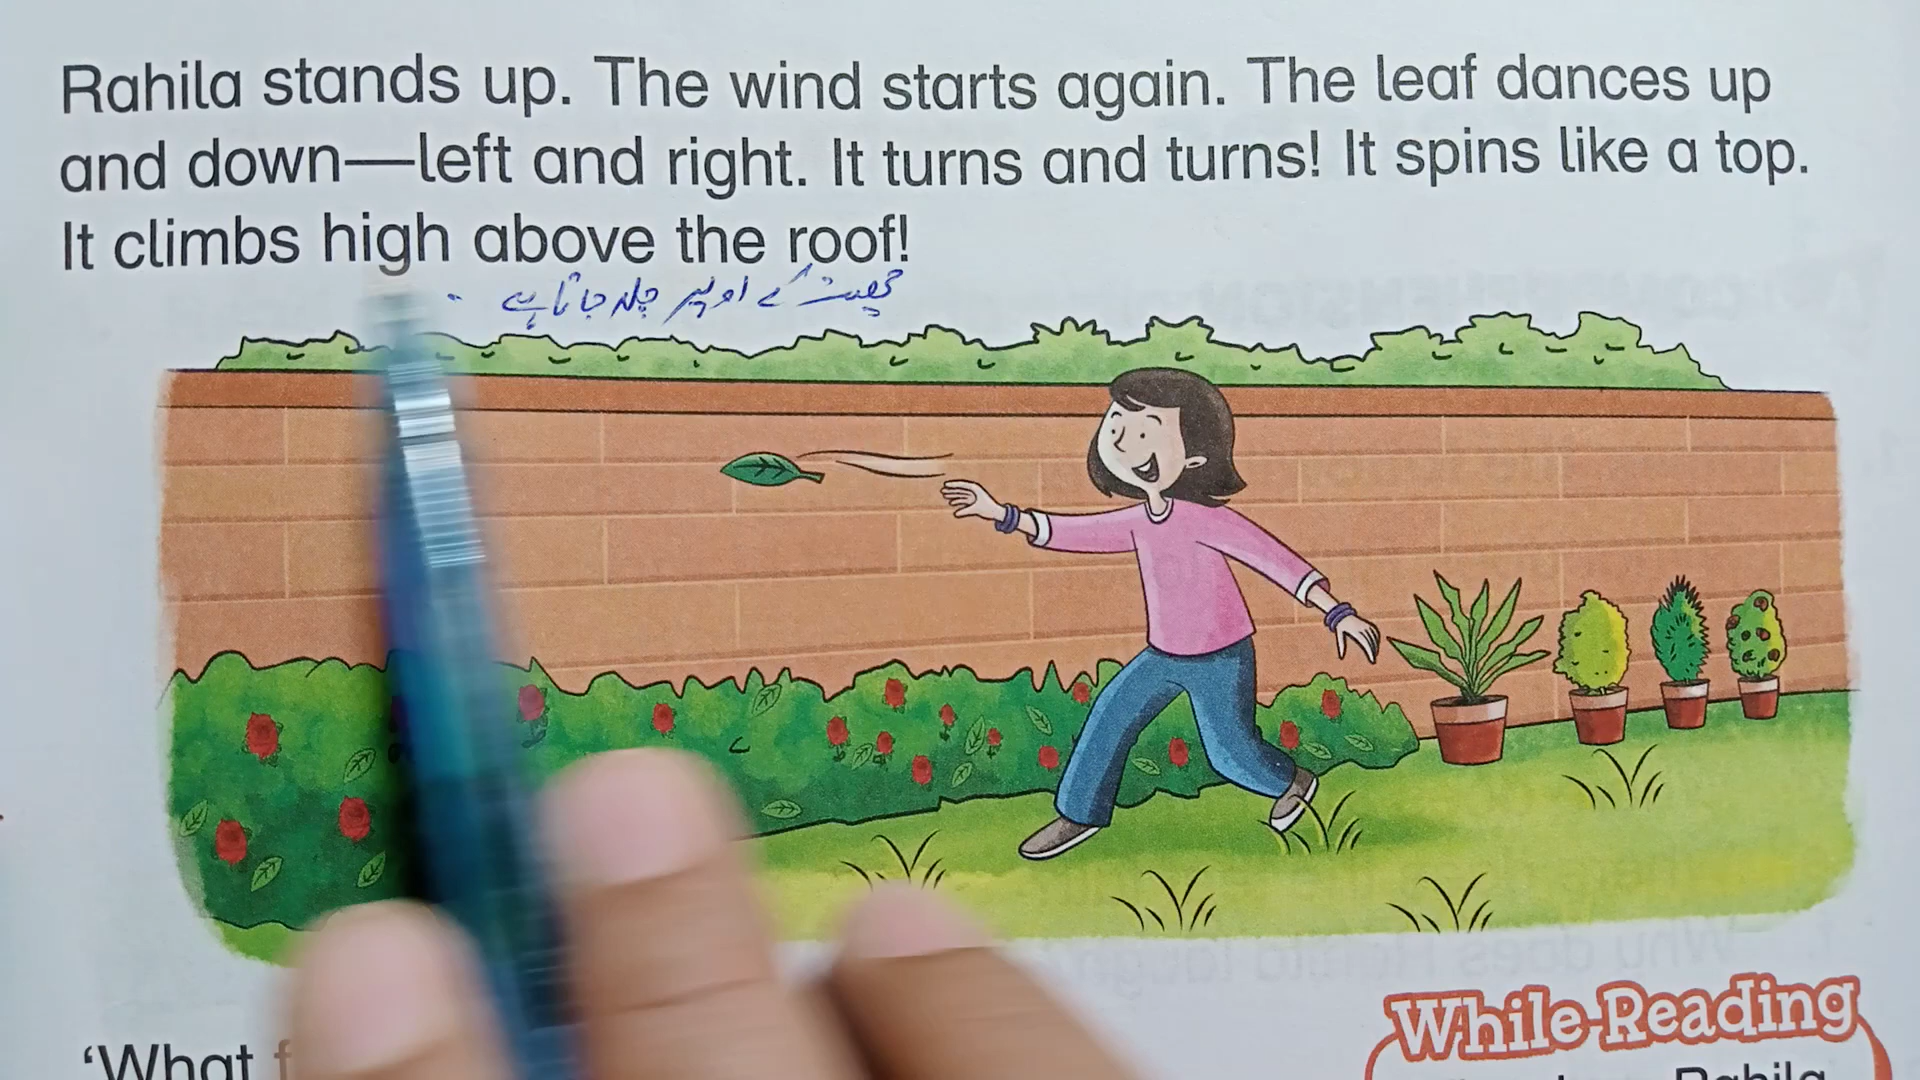 Rahila stands up. The wind starts again. The leaf dances up
and down—left and right. It turns and turns! It spins like a top.
It climbs high above the roof!
چھت کے اوپر چلا جاتا ہے۔
While-Reading
‘What
Rahila